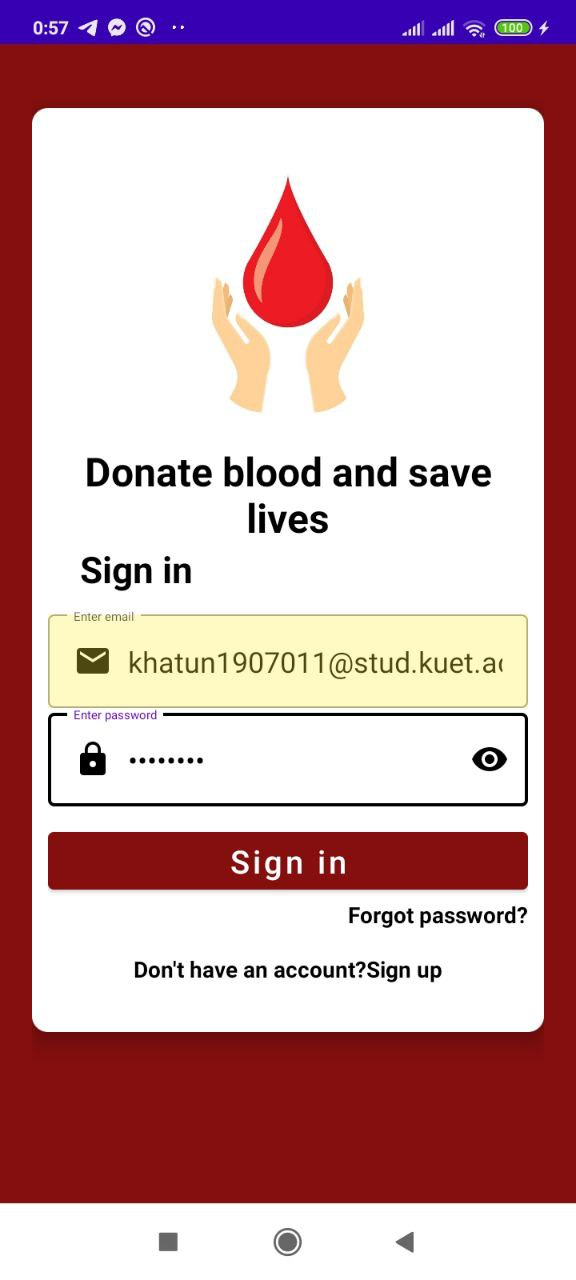 0:57
100
Donate blood and save
lives
Sign in
Enter email
khatun1907011@stud.kuet.a
Enter password
••••••••
Sign in
Forgot password?
Don't have an account?Sign up